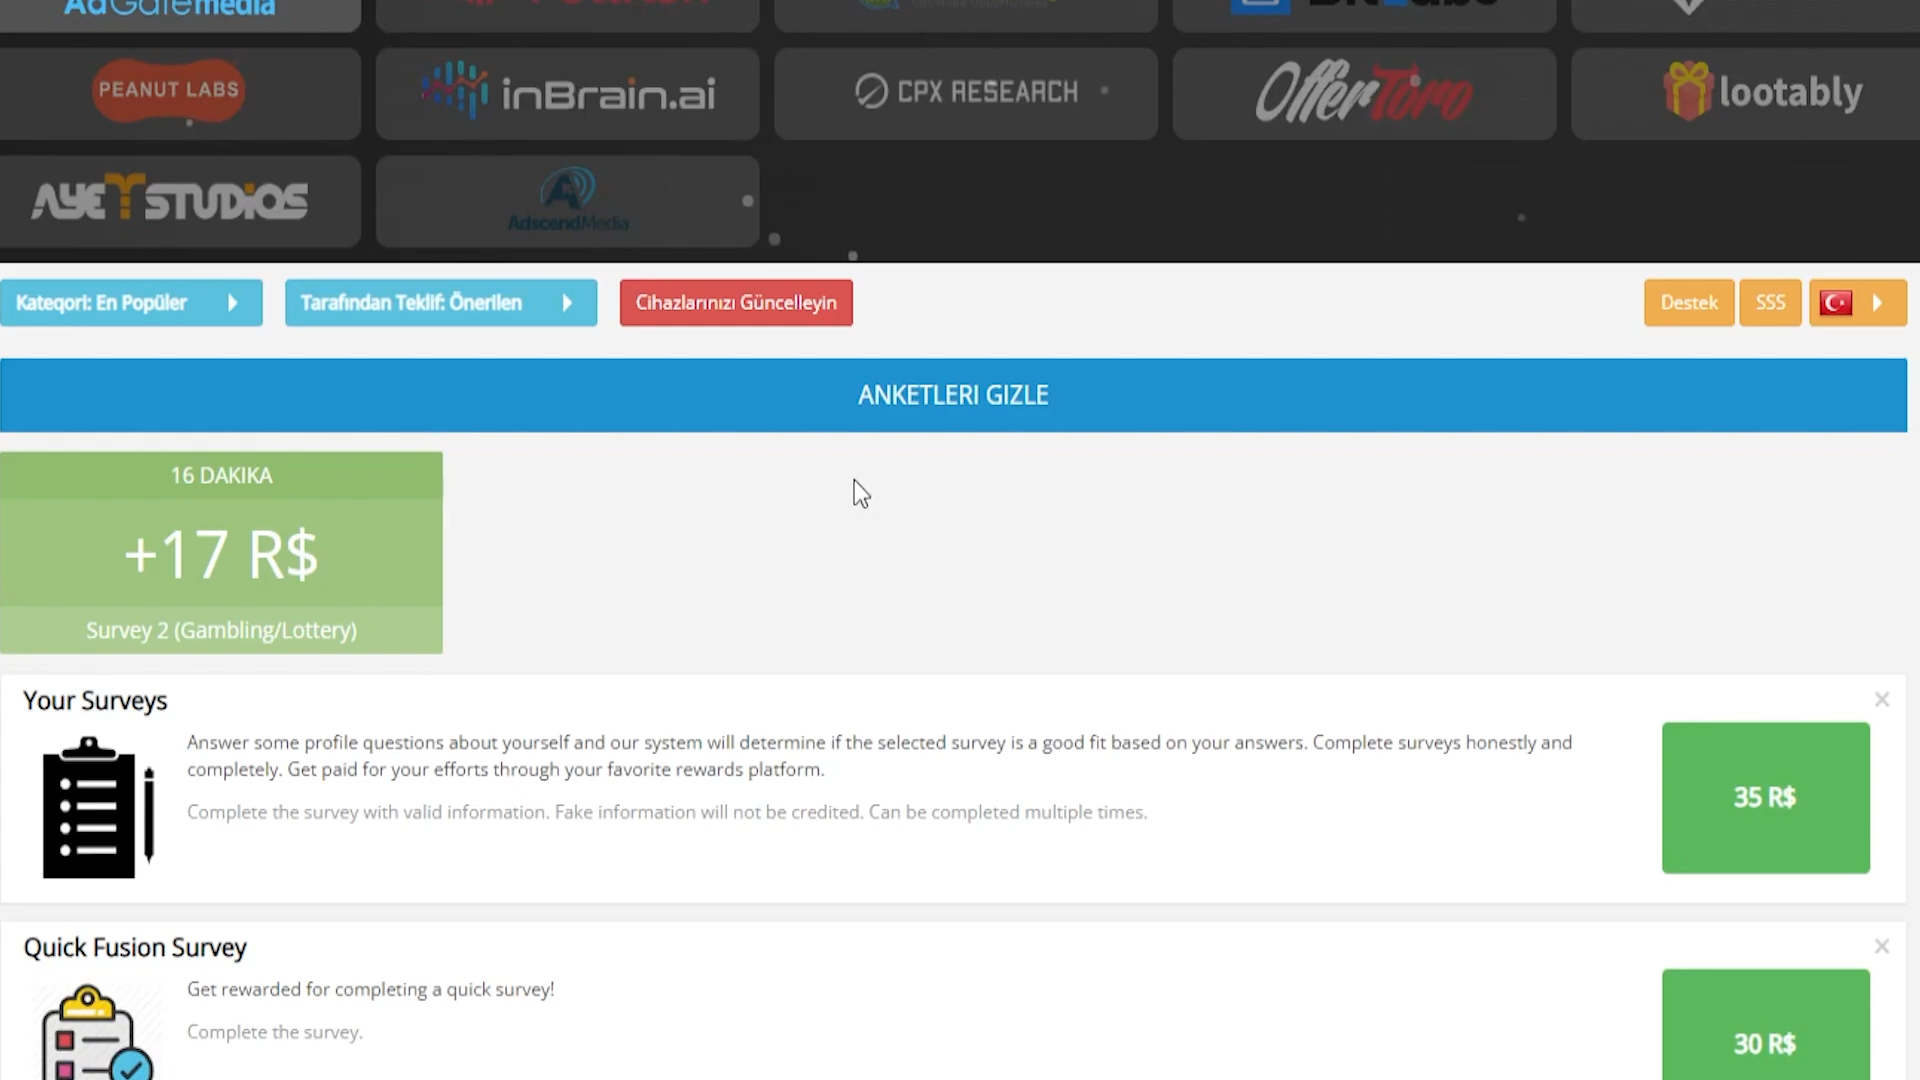 AdGatemedia
PEANUT LABS
inBrain.ai
CPX RESEARCH
OfferToro
lootably
AYET STUDIOS
AdscendMedia
Kateqori: En Popüler
Tarafından Teklif: Önerilen
Cihazlarınızı Güncelleyin
Destek
SSS
ANKETLERI GIZLE
16 DAKIKA
+17 R$
Survey 2 (Gambling/Lottery)
Your Surveys
Answer some profile questions about yourself and our system will determine if the selected survey is a good fit based on your answers. Complete surveys honestly and
completely. Get paid for your efforts through your favorite rewards platform.
Complete the survey with valid information. Fake information will not be credited. Can be completed multiple times.
35 R$
Quick Fusion Survey
Get rewarded for completing a quick survey!
Complete the survey.
30 R$